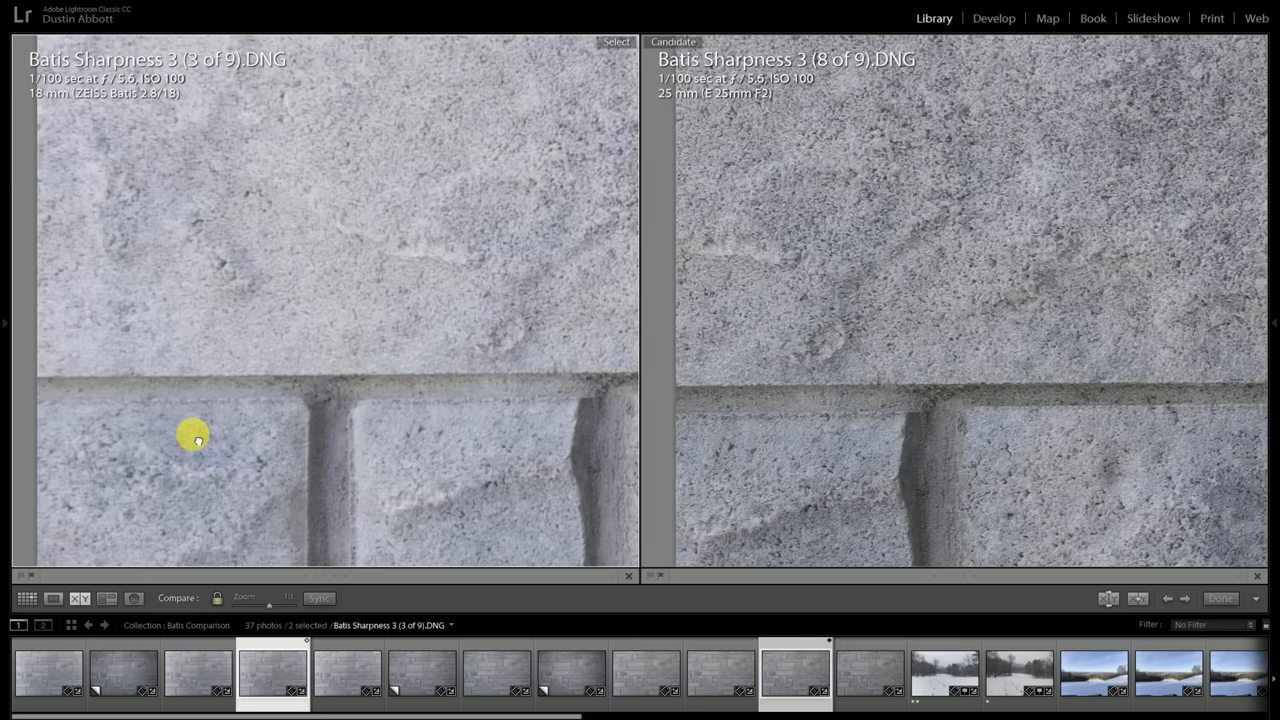 Lr Adobe Lightroom Classic CC
Dustin Abbott
Library | Develop | Map | Book | Slideshow | Print | Web
Select
Batis Sharpness 3 (3 of 9).DNG
1/100 sec at ƒ / 5.6, ISO 100
18 mm (ZEISS Batis 2.8/18)
Candidate
Batis Sharpness 3 (8 of 9).DNG
1/100 sec at ƒ / 5.6, ISO 100
25 mm (E 25mm F2)
X Y Compare : Zoom 1:1 Sync Done
1 2 Collection : Batis Comparison 37 photos / 2 selected / Batis Sharpness 3 (3 of 9).DNG Filter : No Filter